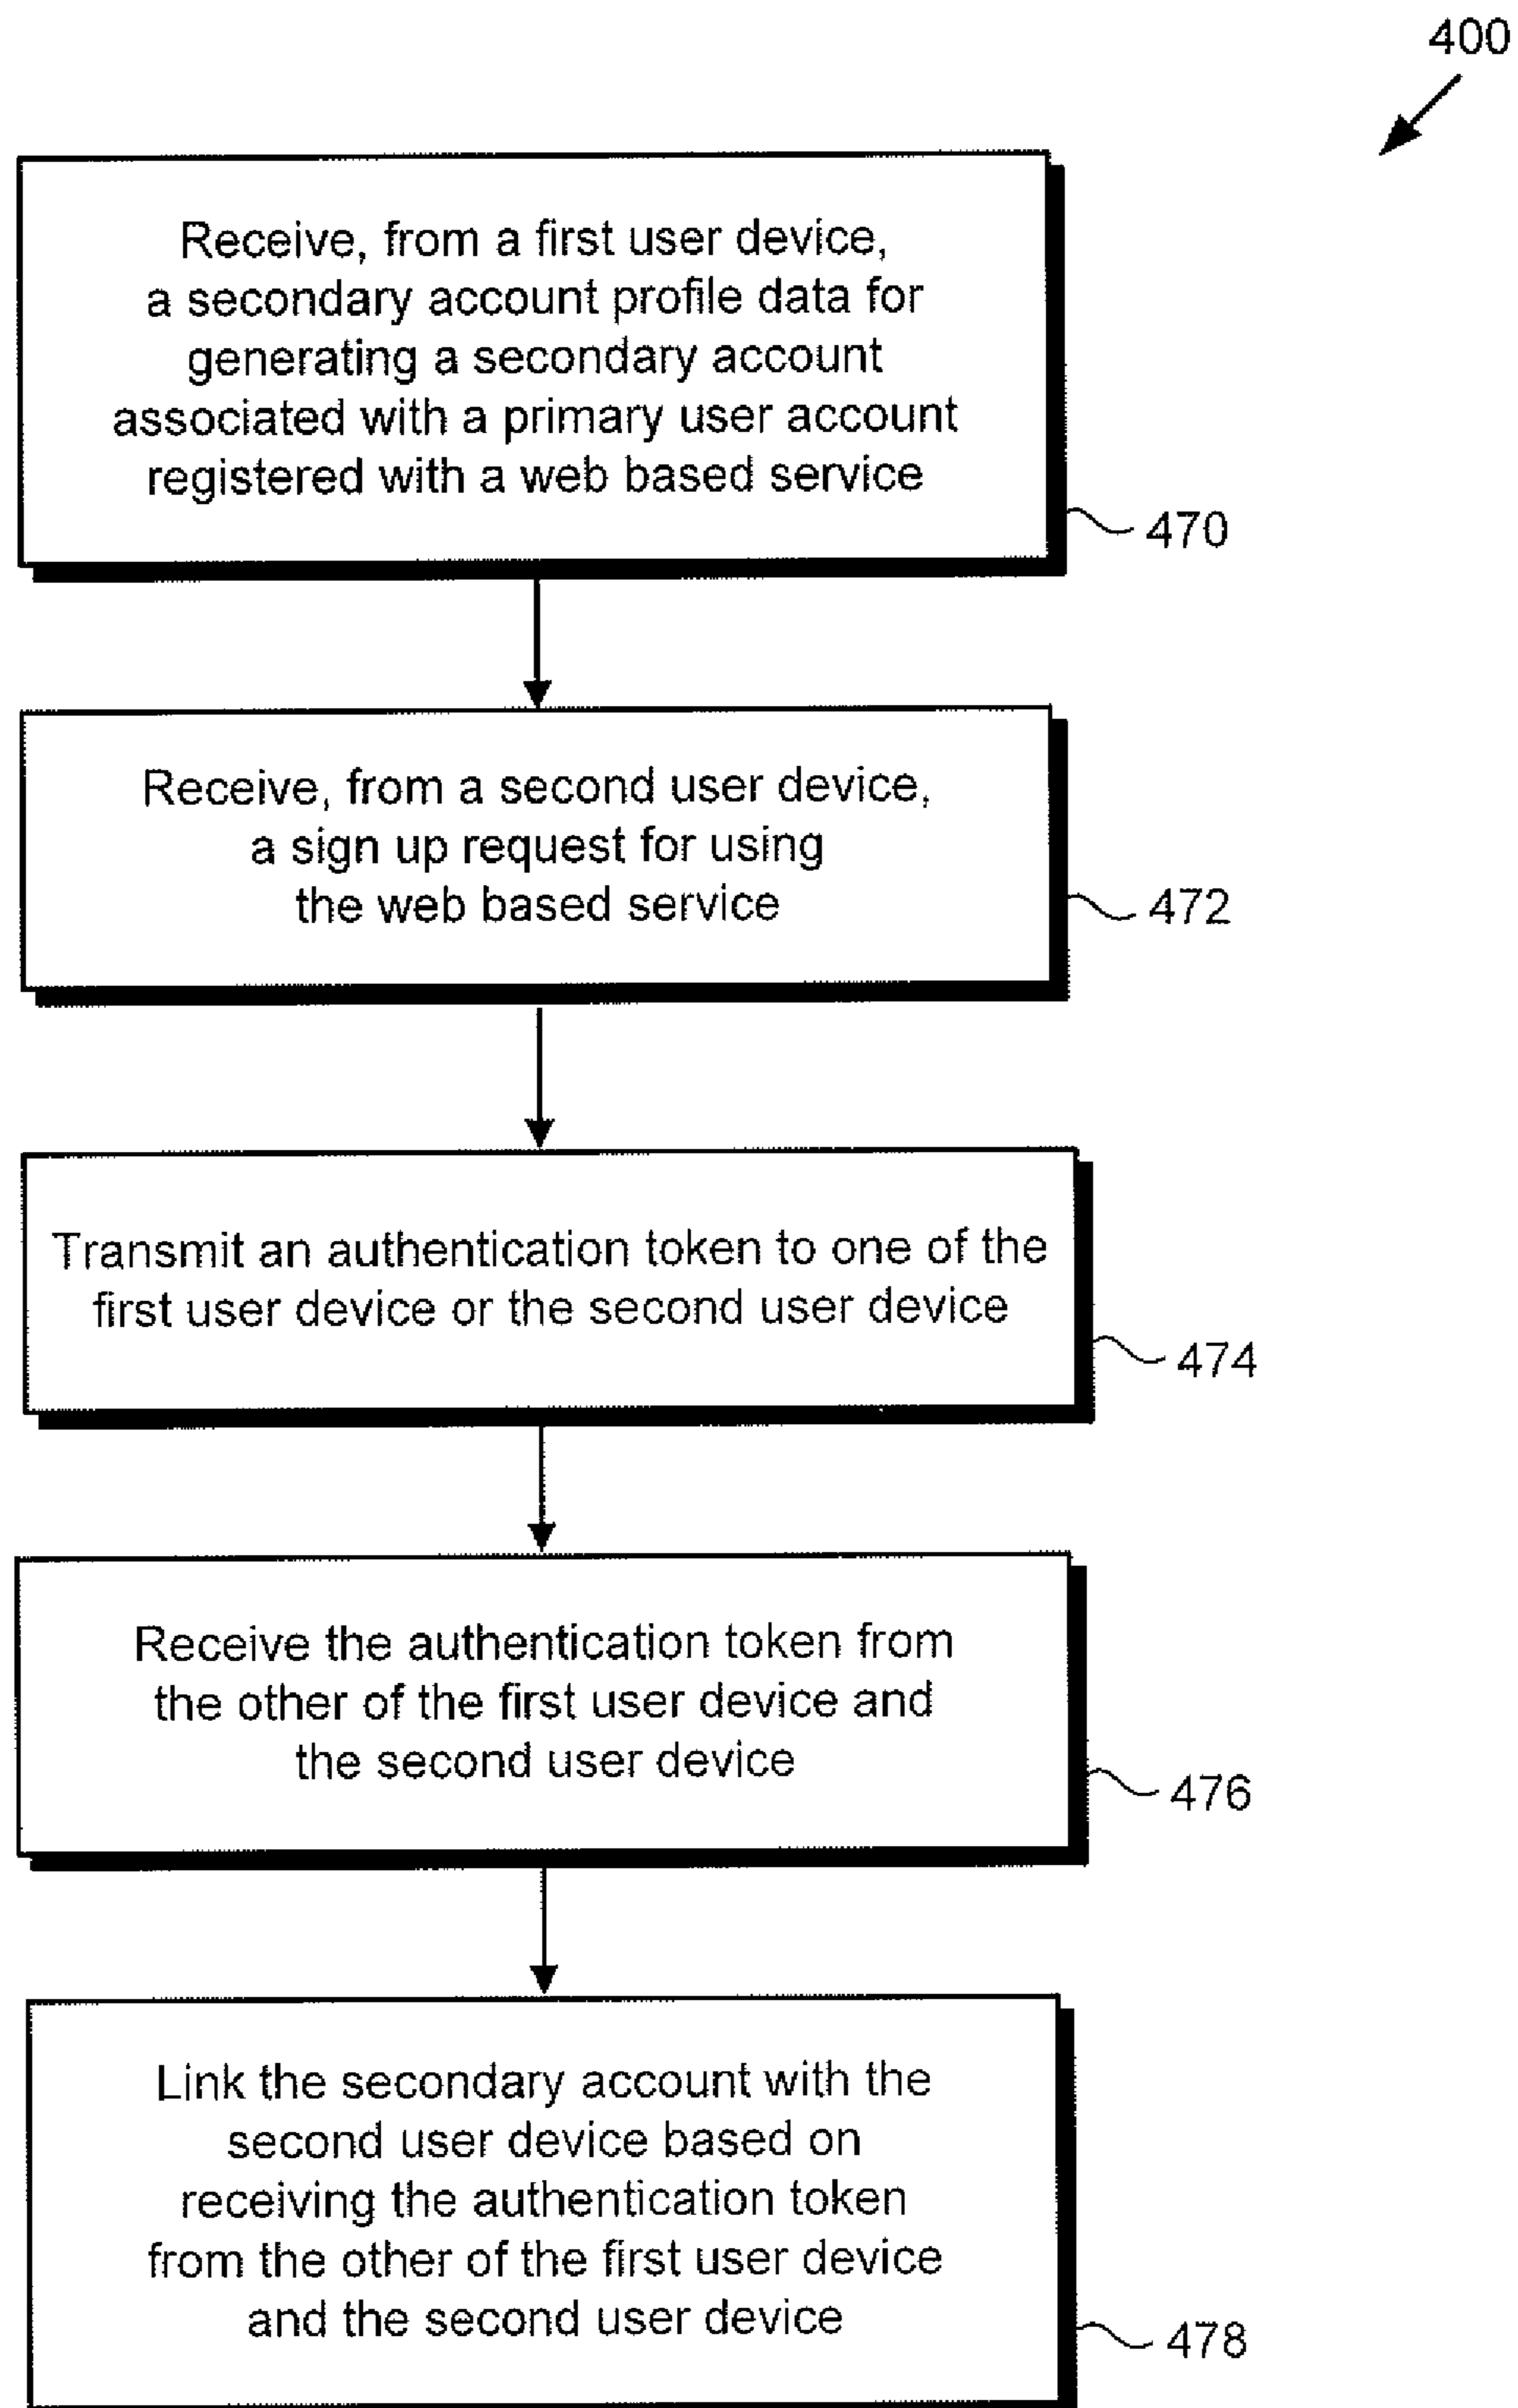 400
Receive, from a first user device,
a secondary account profile data for
generating a secondary account
associated with a primary user account
registered with a web based service
470
Receive, from a second user device,
a sign up request for using
the web based service
472
Transmit an authentication token to one of the
first user device or the second user device
474
Receive the authentication token from
the other of the first user device and
the second user device
476
Link the secondary account with the
second user device based on
receiving the authentication token
from the other of the first user device
and the second user device
478